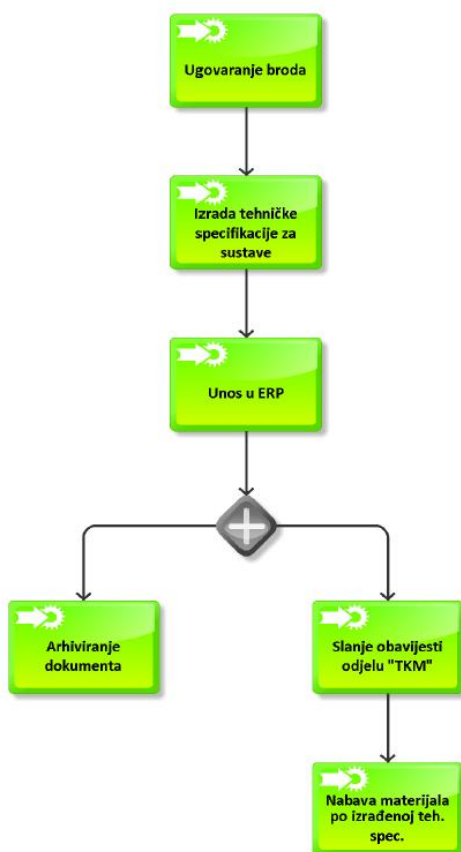 Ugovaranje broda
Izrada tehničke
specifikacije za
sustave
Unos u ERP
Arhiviranje
dokumenta
Slanje obavijesti
odjelu "TKM"
Nabava materijala
po izrađenoj teh.
spec.